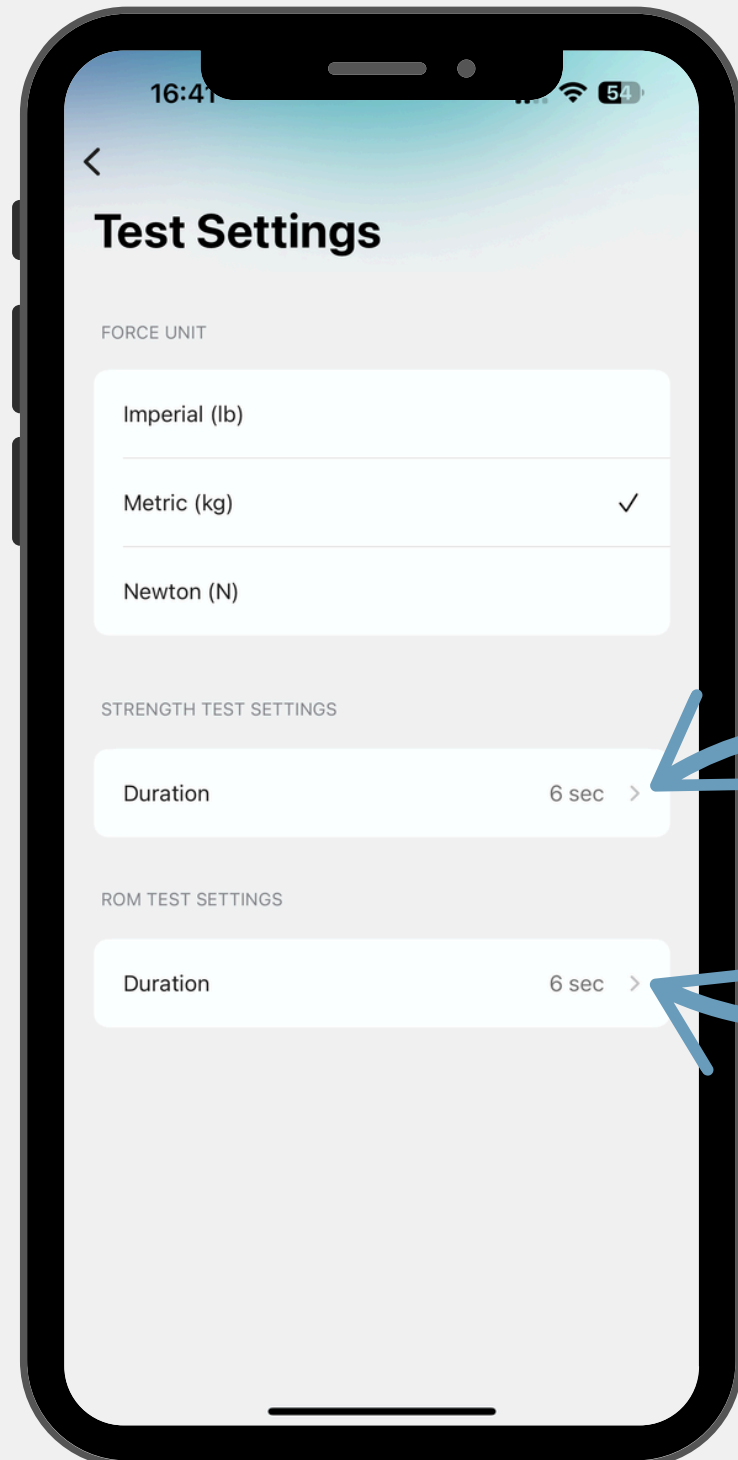 16:41
54
Test Settings
FORCE UNIT
Imperial (lb)
Metric (kg)
Newton (N)
STRENGTH TEST SETTINGS
Duration 6 sec
ROM TEST SETTINGS
Duration 6 sec